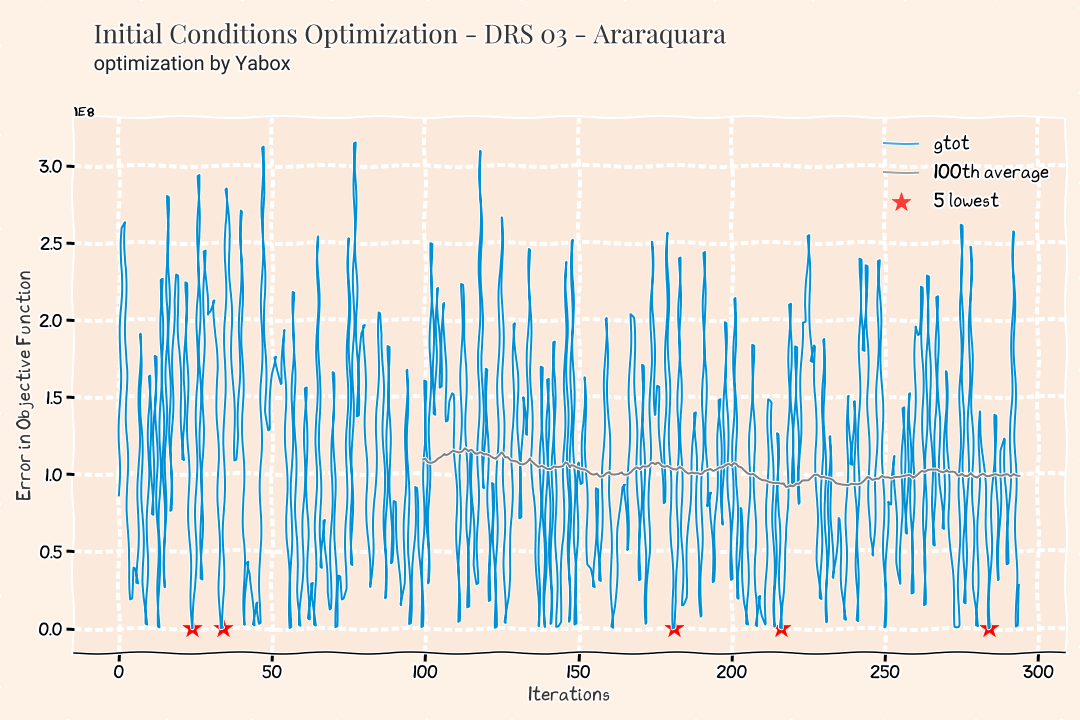 Initial Conditions Optimization - DRS 03 - Araraquara
optimization by Yabox
1E8
gtot
100th average
5 lowest
3.0
2.5
2.0
1.5
1.0
0.5
0.0
Error in Objective Function
0 50 100 150 200 250 300
Iterations